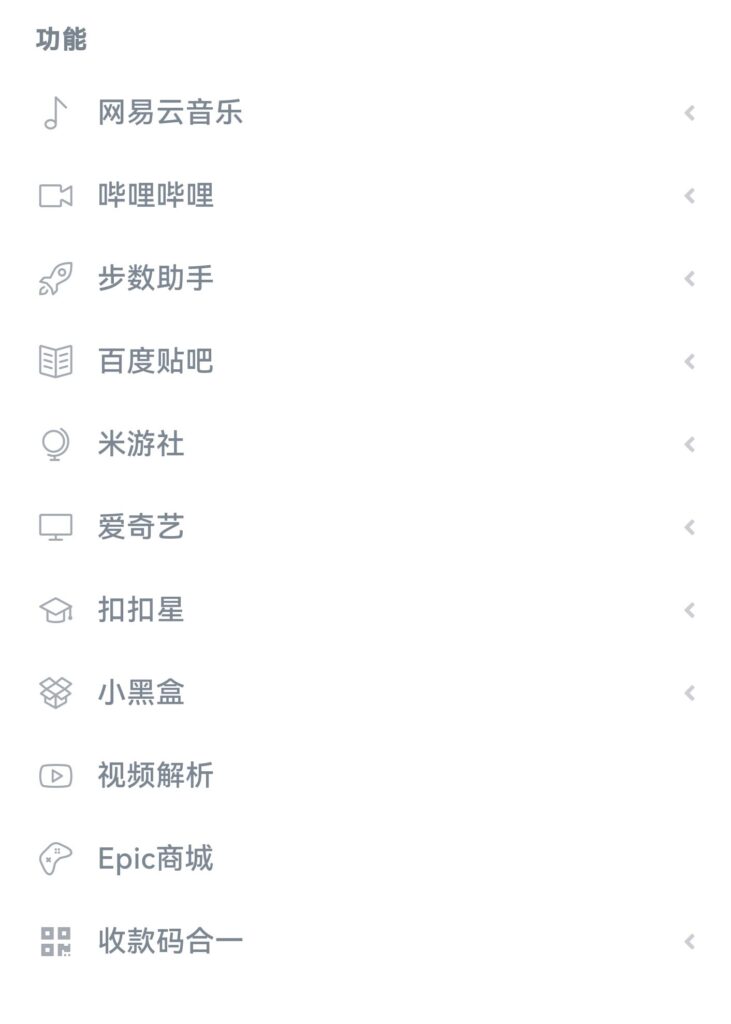 功能
网易云音乐
哔哩哔哩
步数助手
百度贴吧
米游社
爱奇艺
扣扣星
小黑盒
视频解析
Epic商城
收款码合一